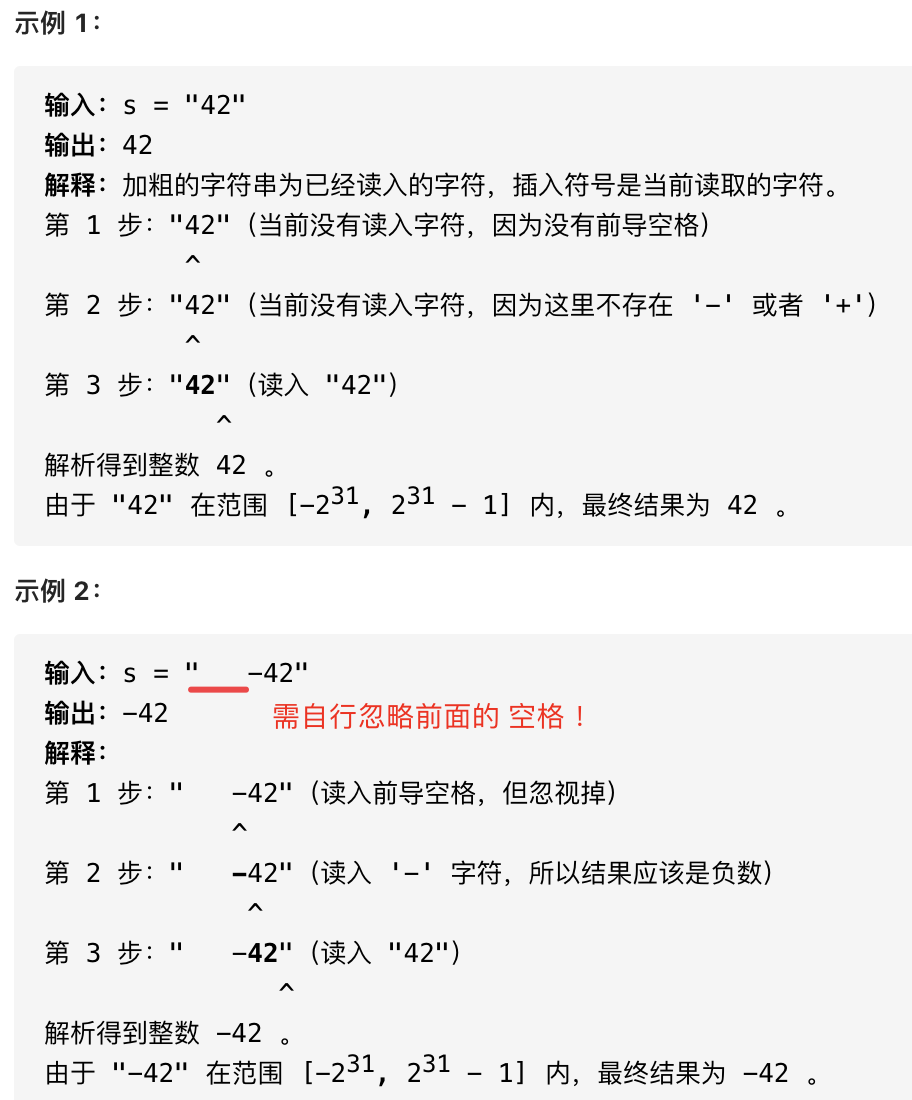 示例 1：
输入：s = "42"
输出：42
解释：加粗的字符串为已经读入的字符，插入符号是当前读取的字符。
第 1 步："42"（当前没有读入字符，因为没有前导空格）
^
第 2 步："42"（当前没有读入字符，因为这里不存在 '-' 或者 '+'）
^
第 3 步："42"（读入 "42"）
^
解析得到整数 42 。
由于 "42" 在范围 [-2³¹, 2³¹ - 1] 内，最终结果为 42 。
示例 2：
输入：s = "   -42"
输出：-42 需自行忽略前面的 空格！
解释：
第 1 步："   -42"（读入前导空格，但忽视掉）
^
第 2 步："   -42"（读入 '-' 字符，所以结果应该是负数）
^
第 3 步："   -42"（读入 "42"）
^
解析得到整数 -42 。
由于 "-42" 在范围 [-2³¹, 2³¹ - 1] 内，最终结果为 -42 。